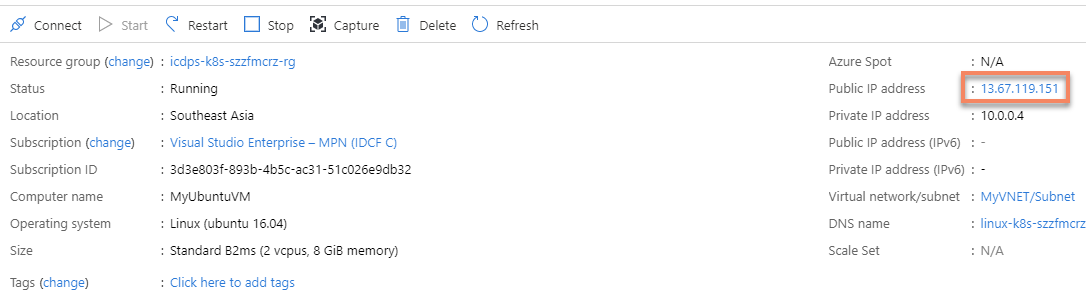 Connect Start Restart Stop Capture Delete Refresh
Resource group (change) : icdps-k8s-szzfmcrz-rg
Status : Running
Location : Southeast Asia
Subscription (change) : Visual Studio Enterprise – MPN (IDCF C)
Subscription ID : 3d3e803f-893b-4b5c-ac31-51c026e9db32
Computer name : MyUbuntuVM
Operating system : Linux (ubuntu 16.04)
Size : Standard B2ms (2 vcpus, 8 GiB memory)
Tags (change) : Click here to add tags
Azure Spot : N/A
Public IP address : 13.67.119.151
Private IP address : 10.0.0.4
Public IP address (IPv6) : -
Private IP address (IPv6) : -
Virtual network/subnet : MyVNET/Subnet
DNS name : linux-k8s-szzfmcrz
Scale Set : N/A